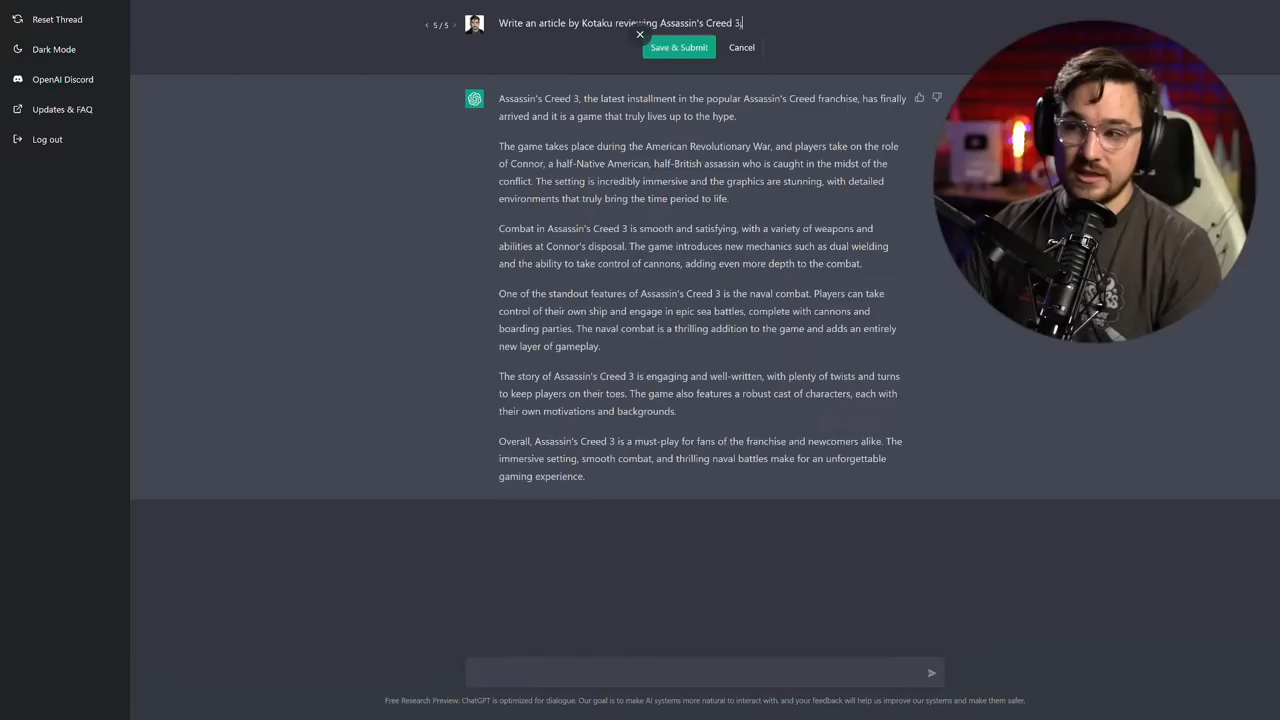 Reset Thread
Dark Mode
OpenAI Discord
Updates & FAQ
Log out
5 / 5
Write an article by Kotaku reviewing Assassin's Creed 3;
Save & Submit
Cancel
Assassin's Creed 3, the latest installment in the popular Assassin's Creed franchise, has finally
arrived and it is a game that truly lives up to the hype.
The game takes place during the American Revolutionary War, and players take on the role
of Connor, a half-Native American, half-British assassin who is caught in the midst of the
conflict. The setting is incredibly immersive and the graphics are stunning, with detailed
environments that truly bring the time period to life.
Combat in Assassin's Creed 3 is smooth and satisfying, with a variety of weapons and
abilities at Connor's disposal. The game introduces new mechanics such as dual wielding
and the ability to take control of cannons, adding even more depth to the combat.
One of the standout features of Assassin's Creed 3 is the naval combat. Players can take
control of their own ship and engage in epic sea battles, complete with cannons and
boarding parties. The naval combat is a thrilling addition to the game and adds an entirely
new layer of gameplay.
The story of Assassin's Creed 3 is engaging and well-written, with plenty of twists and turns
to keep players on their toes. The game also features a robust cast of characters, each with
their own motivations and backgrounds.
Overall, Assassin's Creed 3 is a must-play for fans of the franchise and newcomers alike. The
immersive setting, smooth combat, and thrilling naval battles make for an unforgettable
gaming experience.
Free Research Preview: ChatGPT is optimized for dialogue. Our goal is to make AI systems more natural to interact with, and your feedback will help us improve our systems and make them safer.